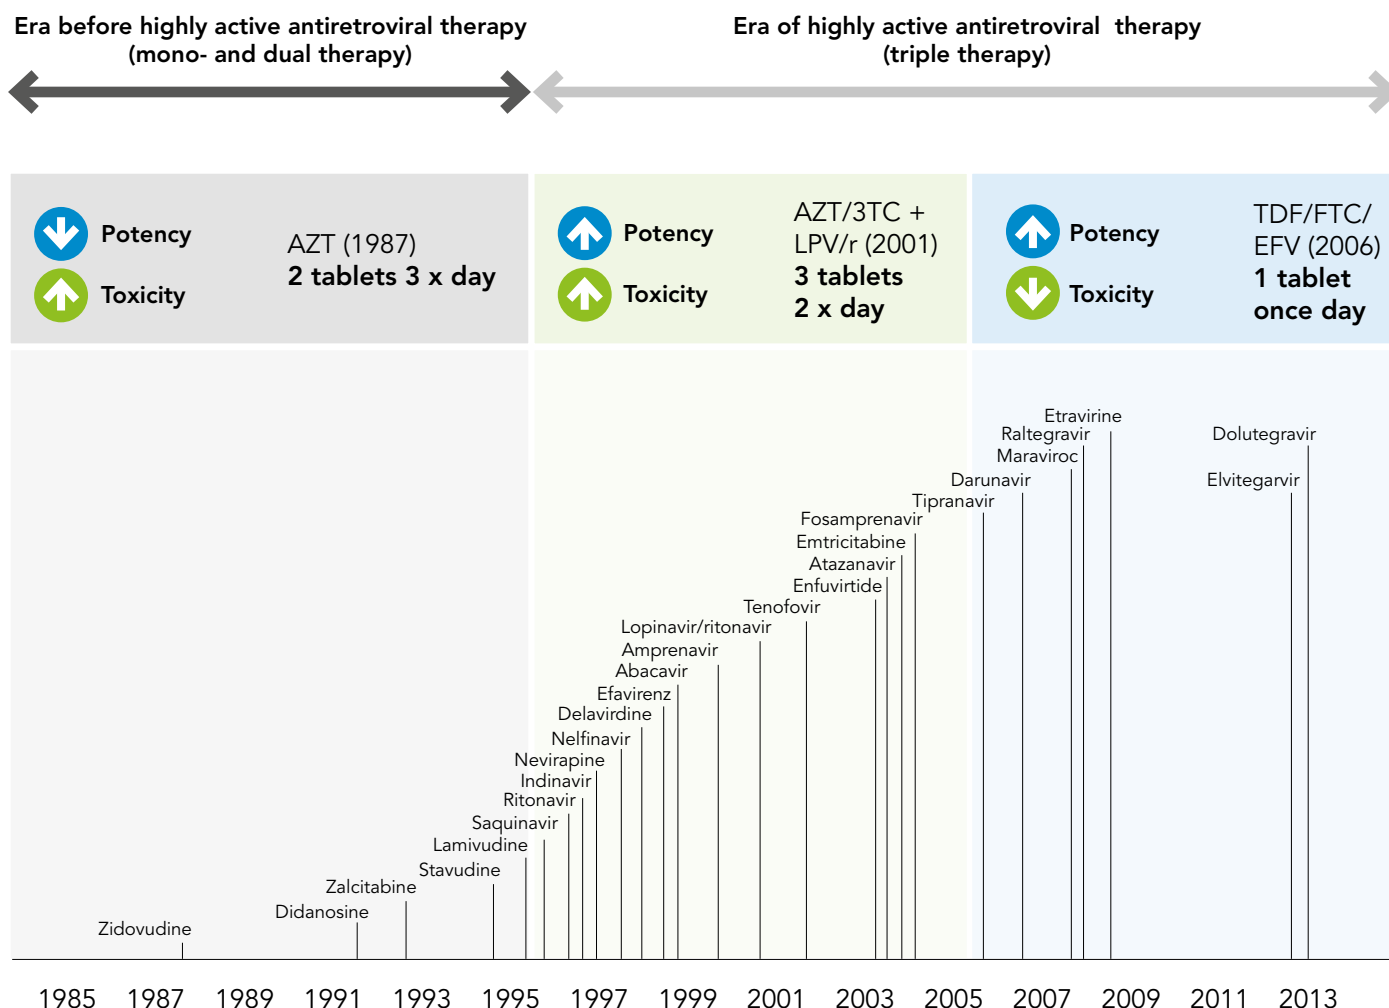 Era before highly active antiretroviral therapy
(mono- and dual therapy)
Era of highly active antiretroviral therapy
(triple therapy)
Potency
Toxicity
AZT (1987)
2 tablets 3 x day
Potency
Toxicity
AZT/3TC +
LPV/r (2001)
3 tablets
2 x day
Potency
Toxicity
TDF/FTC/
EFV (2006)
1 tablet
once day
Etravirine
Raltegravir
Dolutegravir
Maraviroc
Darunavir
Elvitegarvir
Tipranavir
Fosamprenavir
Emtricitabine
Atazanavir
Enfuvirtide
Tenofovir
Lopinavir/ritonavir
Amprenavir
Abacavir
Efavirenz
Delavirdine
Nelfinavir
Nevirapine
Indinavir
Ritonavir
Saquinavir
Lamivudine
Stavudine
Zalcitabine
Didanosine
Zidovudine
1985 1987 1989 1991 1993 1995 1997 1999 2001 2003 2005 2007 2009 2011 2013